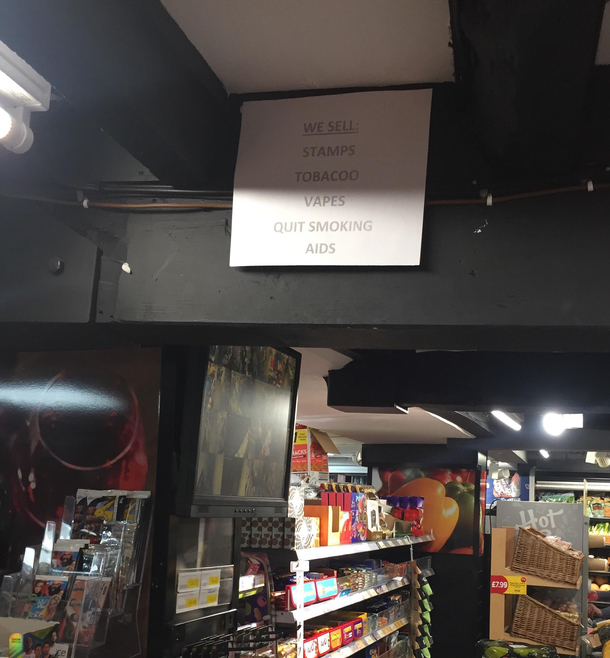 WE SELL:
STAMPS
TOBACOO
VAPES
QUIT SMOKING
AIDS
Hot
£7.99